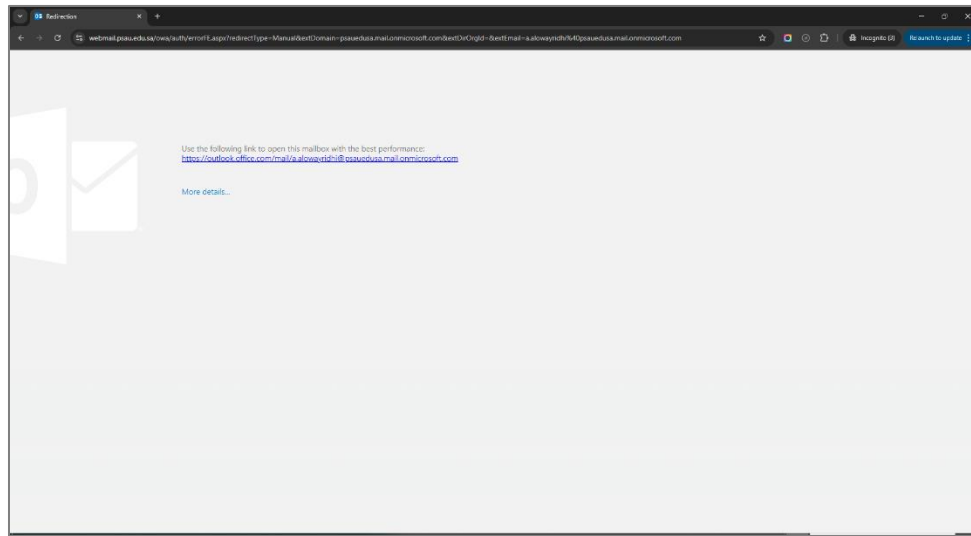 Redirection
webmail.psau.edu.sa/owa/auth/errorFE.aspx?redirectType=Manual&extDomain=psauedusa.mail.onmicrosoft.com&extDirOrgId=&extEmail=a.alowayridhi%40psauedusa.mail.onmicrosoft.com
Incognito (2)
Relaunch to update
Use the following link to open this mailbox with the best performance:
https://outlook.office.com/mail/a.alowayridhi@psauedusa.mail.onmicrosoft.com
More details...